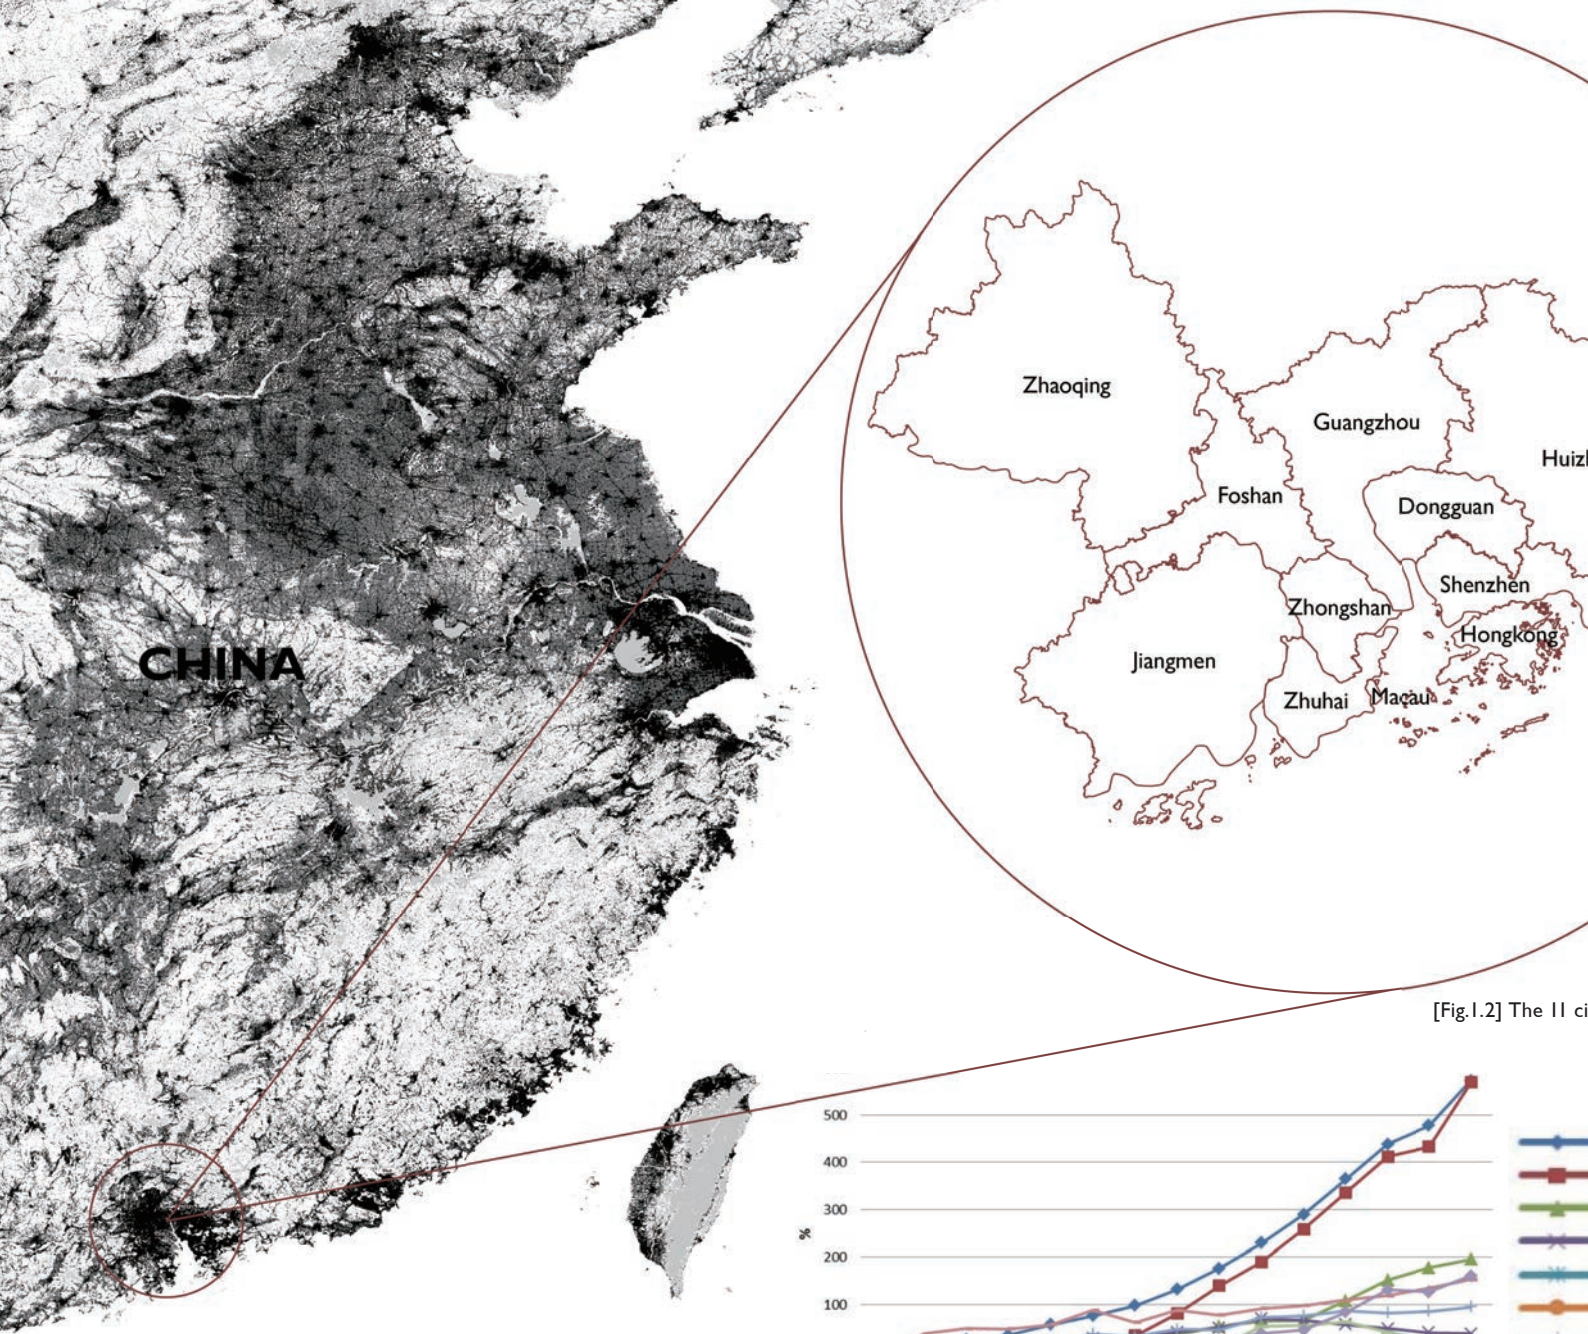 Zhaoqing
Guangzhou
Huizh
Foshan
Dongguan
Shenzhen
Zhongshan
Hongkong
CHINA
Jiangmen
Zhuhai
Macau
[Fig.1.2] The 11 ci
500
400
300
%
200
100